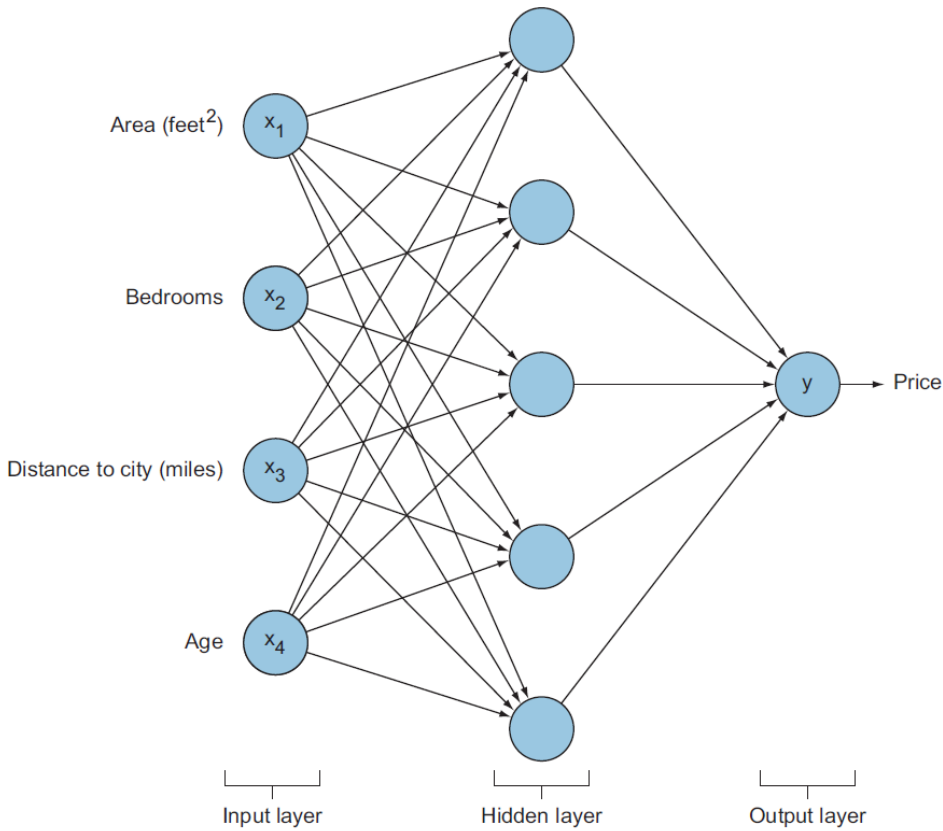 Area (feet²)
x₁
Bedrooms
x₂
Distance to city (miles)
x₃
Age
x₄
y
Price
Input layer
Hidden layer
Output layer